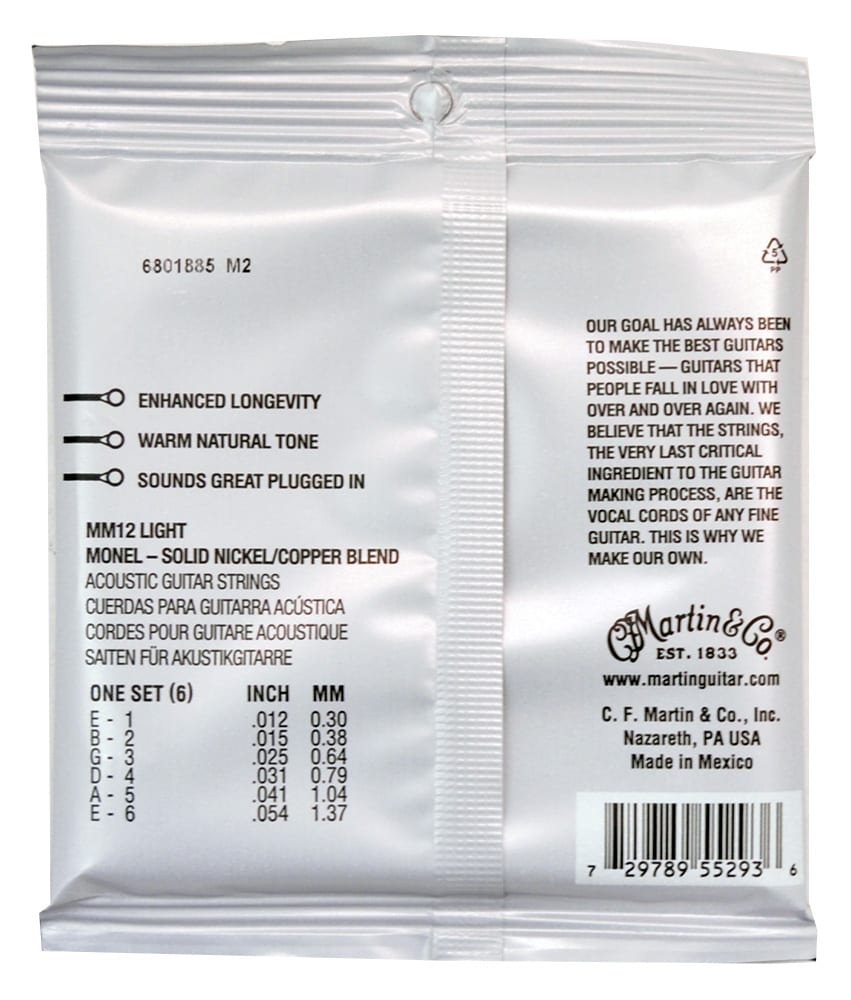 6801885 M2
5
PP
ENHANCED LONGEVITY
WARM NATURAL TONE
SOUNDS GREAT PLUGGED IN
MM12 LIGHT
MONEL – SOLID NICKEL/COPPER BLEND
ACOUSTIC GUITAR STRINGS
CUERDAS PARA GUITARRA ACÚSTICA
CORDES POUR GUITARE ACOUSTIQUE
SAITEN FÜR AKUSTIKGITARRE
ONE SET (6) INCH MM
E - 1 .012 0.30
B - 2 .015 0.38
G - 3 .025 0.64
D - 4 .031 0.79
A - 5 .041 1.04
E - 6 .054 1.37
OUR GOAL HAS ALWAYS BEEN
TO MAKE THE BEST GUITARS
POSSIBLE — GUITARS THAT
PEOPLE FALL IN LOVE WITH
OVER AND OVER AGAIN. WE
BELIEVE THAT THE STRINGS,
THE VERY LAST CRITICAL
INGREDIENT TO THE GUITAR
MAKING PROCESS, ARE THE
VOCAL CORDS OF ANY FINE
GUITAR. THIS IS WHY WE
MAKE OUR OWN.
CF Martin & Co.®
EST. 1833
www.martinguitar.com
C. F. Martin & Co., Inc.
Nazareth, PA USA
Made in Mexico
7 29789 55293 6